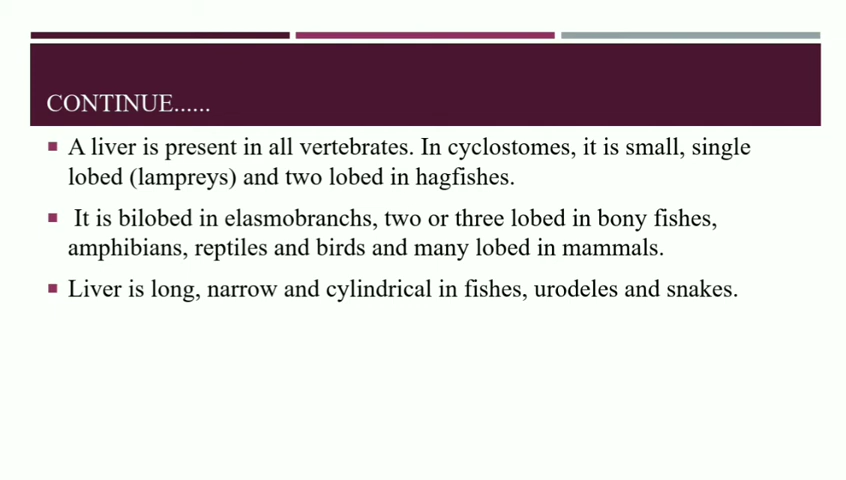 CONTINUE......
A liver is present in all vertebrates. In cyclostomes, it is small, single
lobed (lampreys) and two lobed in hagfishes.
It is bilobed in elasmobranchs, two or three lobed in bony fishes,
amphibians, reptiles and birds and many lobed in mammals.
Liver is long, narrow and cylindrical in fishes, urodeles and snakes.